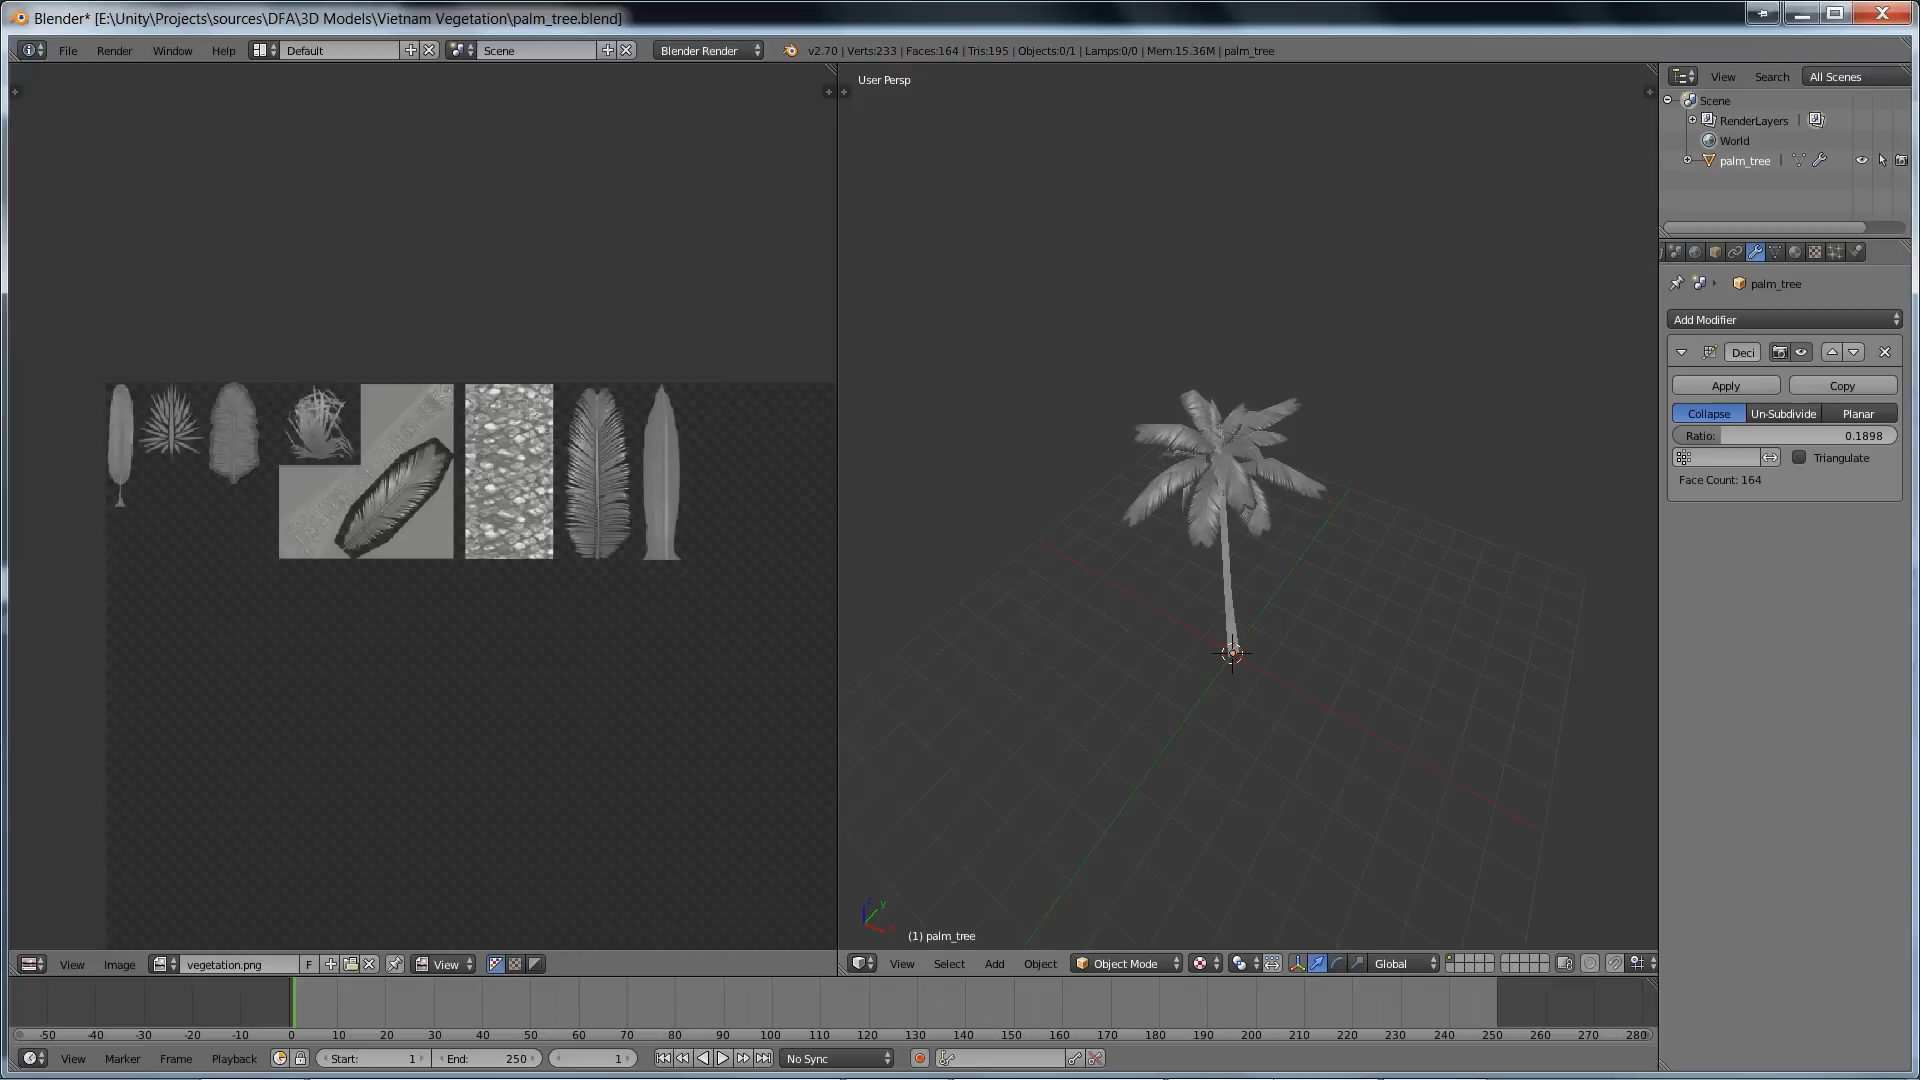 Blender* [E:\Unity\Projects\sources\DFA\3D Models\Vietnam Vegetation\palm_tree.blend]
File Render Window Help Default Scene Blender Render v2.70 | Verts:233 | Faces:164 | Tris:195 | Objects:0/1 | Lamps:0/0 | Mem:15.36M | palm_tree
User Persp
View Search All Scenes
Scene
RenderLayers
World
palm_tree
palm_tree
Add Modifier
Deci
Apply Copy
Collapse Un-Subdivide Planar
Ratio: 0.1898
Triangulate
Face Count: 164
z
y
(1) palm_tree
View Image vegetation.png F View
View Select Add Object Object Mode Global
-50 -40 -30 -20 -10 0 10 20 30 40 50 60 70 80 90 100 110 120 130 140 150 160 170 180 190 200 210 220 230 240 250 260 270 280
View Marker Frame Playback Start: 1 End: 250 1 No Sync